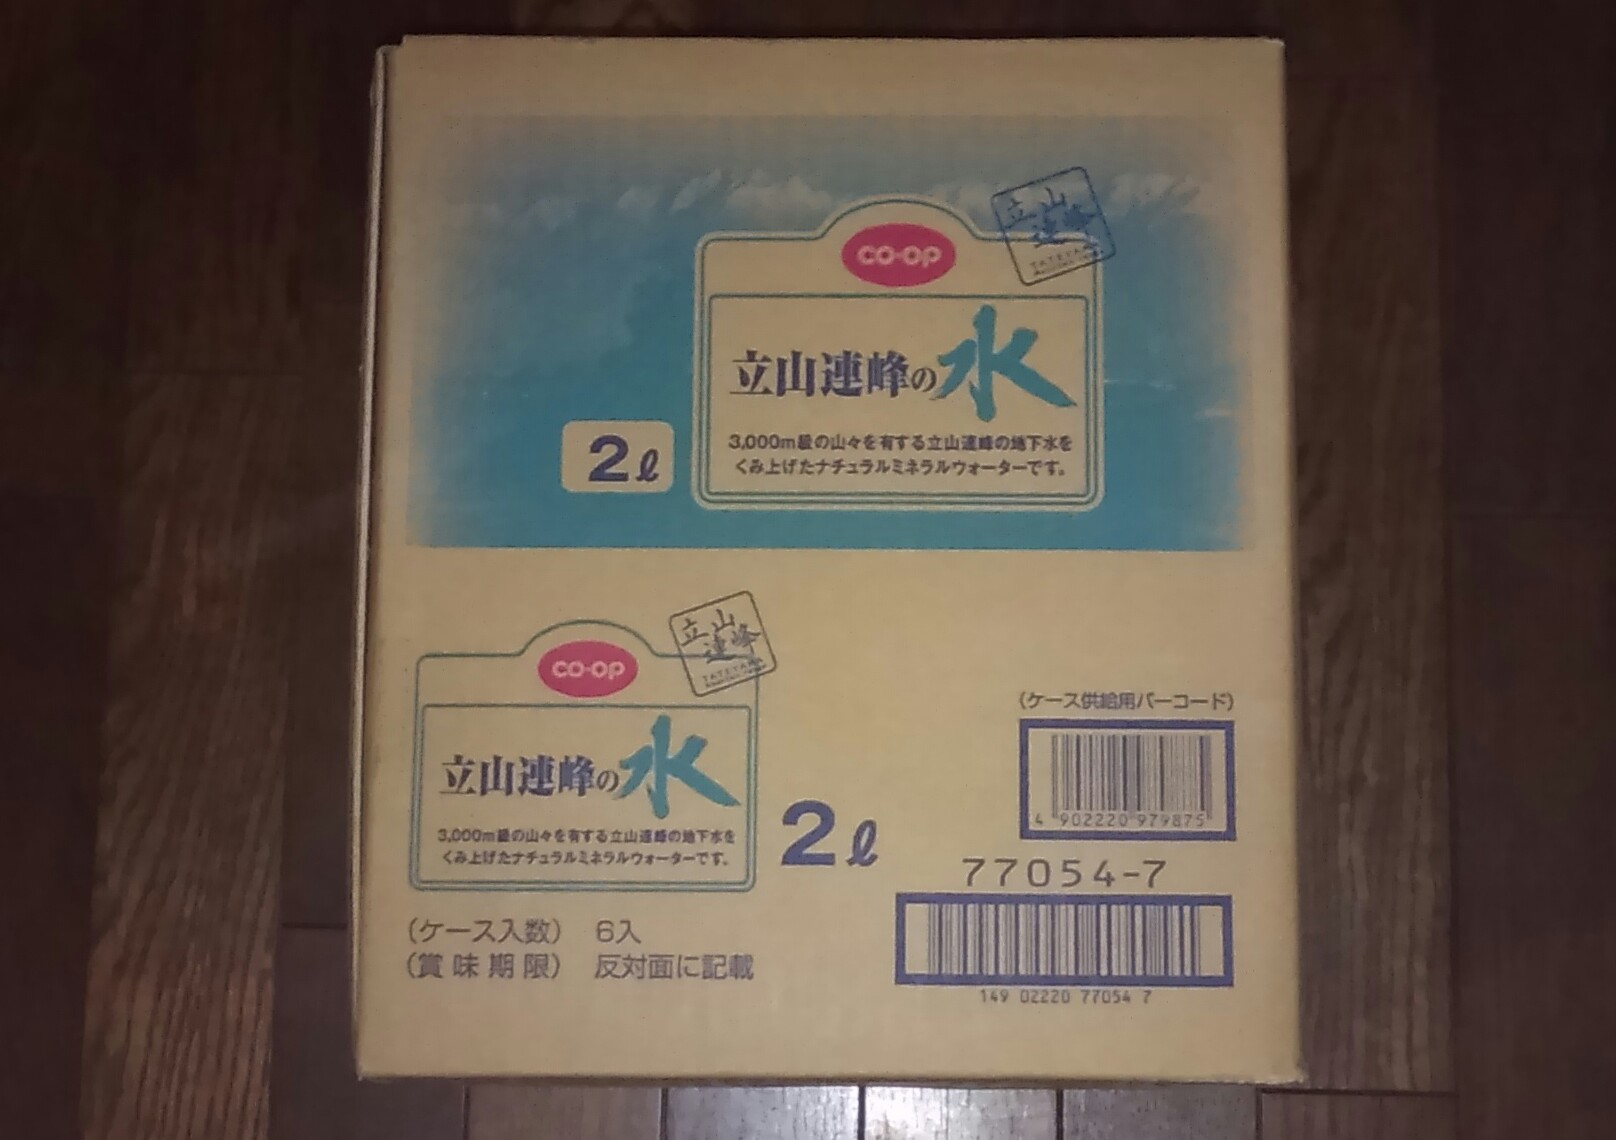 co・op
立山
連峰
TATEYAMA
立山連峰の水
3,000m級の山々を有する立山連峰の地下水を
くみ上げたナチュラルミネラルウォーターです。
2ℓ
co・op
立山
連峰
TATEYAMA
立山連峰の水
3,000m級の山々を有する立山連峰の地下水を
くみ上げたナチュラルミネラルウォーターです。
2ℓ
(ケース供給用バーコード)
4 902220 979875
77054-7
149 02220 77054 7
(ケース入数) 6入
(賞味期限) 反対面に記載